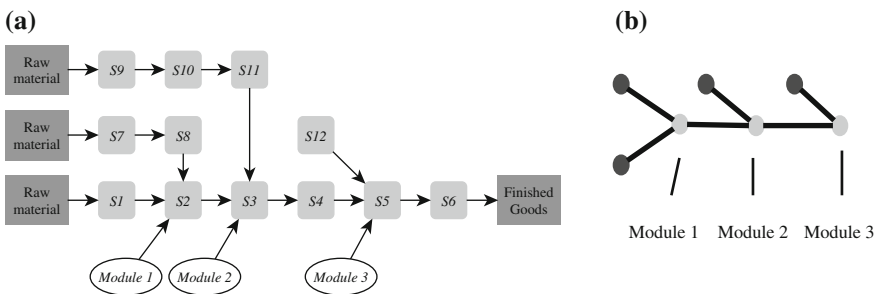 (a)
Raw
material
S9
S10
S11
Raw
material
S7
S8
S12
Raw
material
S1
S2
S3
S4
S5
S6
Finished
Goods
Module 1
Module 2
Module 3
(b)
Module 1
Module 2
Module 3